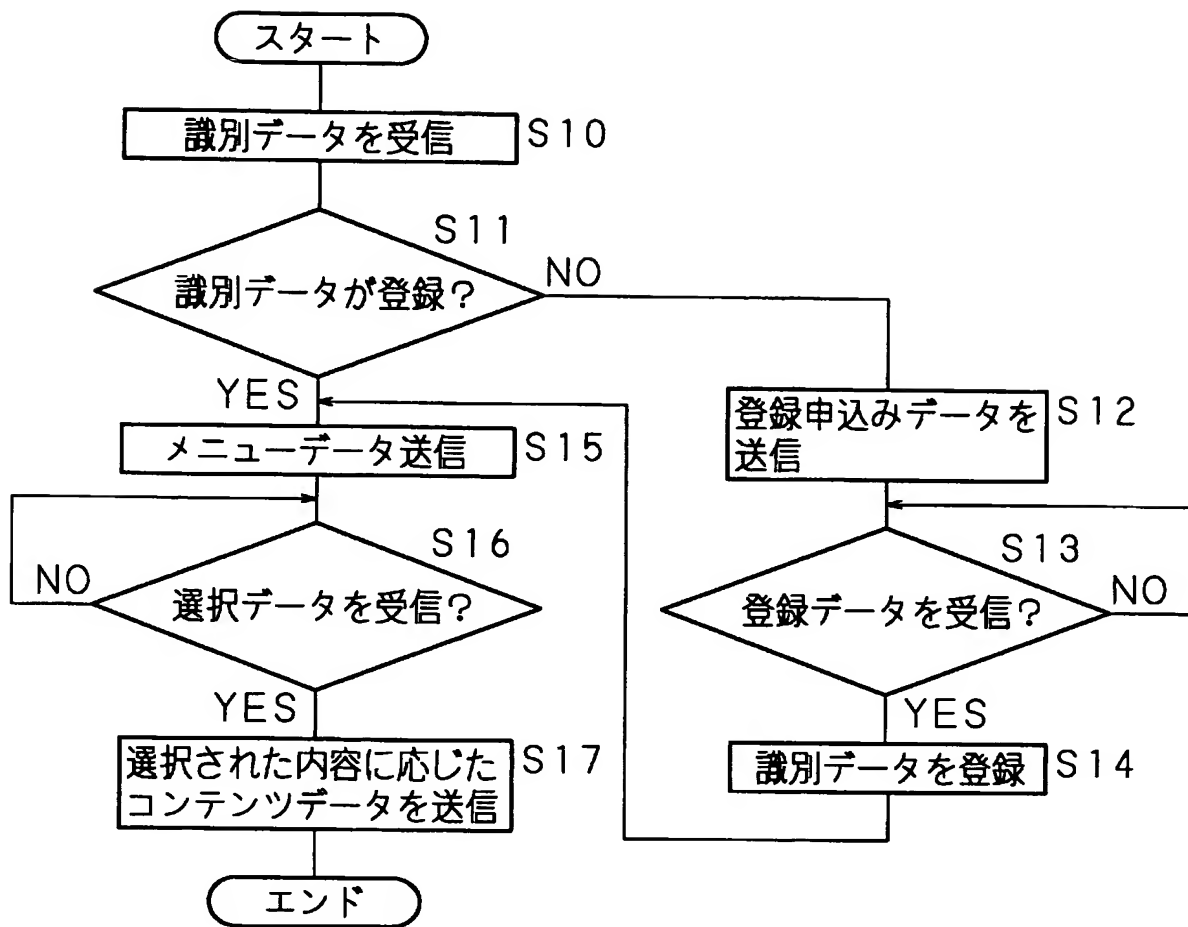 スタート
識別データを受信
S10
S11
識別データが登録?
NO
YES
登録申込みデータを
送信
S12
メニューデータ送信
S15
S16
選択データを受信?
NO
S13
登録データを受信?
NO
YES
YES
選択された内容に応じた
コンテンツデータを送信
S17
識別データを登録
S14
エンド